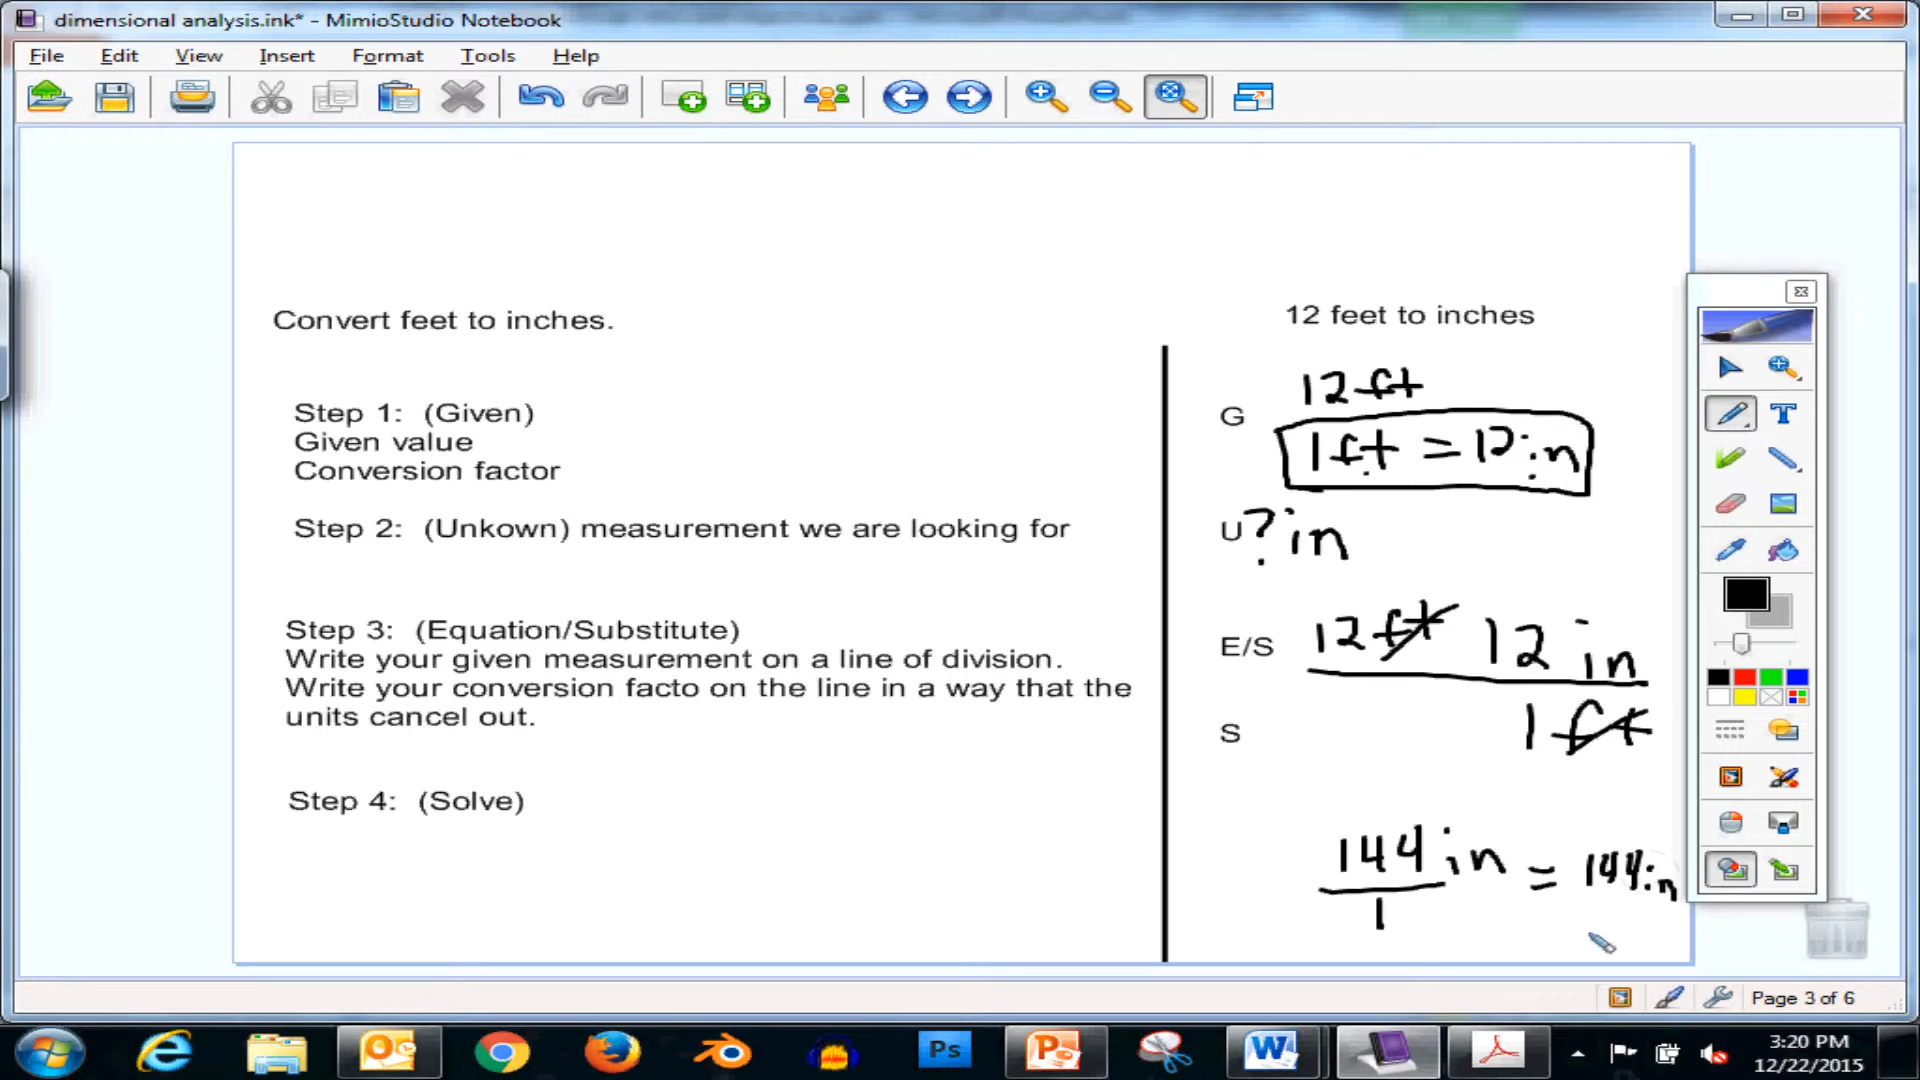 dimensional analysis.ink* - MimioStudio Notebook
File Edit View Insert Format Tools Help
Convert feet to inches.
Step 1: (Given)
Given value
Conversion factor
Step 2: (Unkown) measurement we are looking for
Step 3: (Equation/Substitute)
Write your given measurement on a line of division.
Write your conversion facto on the line in a way that the
units cancel out.
Step 4: (Solve)
12 feet to inches
12 ft
G
1 ft = 12 in
U ? in
E/S 12 ft 12 in
1 ft
S
144 in = 144 in
1
T
Page 3 of 6
Ps
3:20 PM
12/22/2015